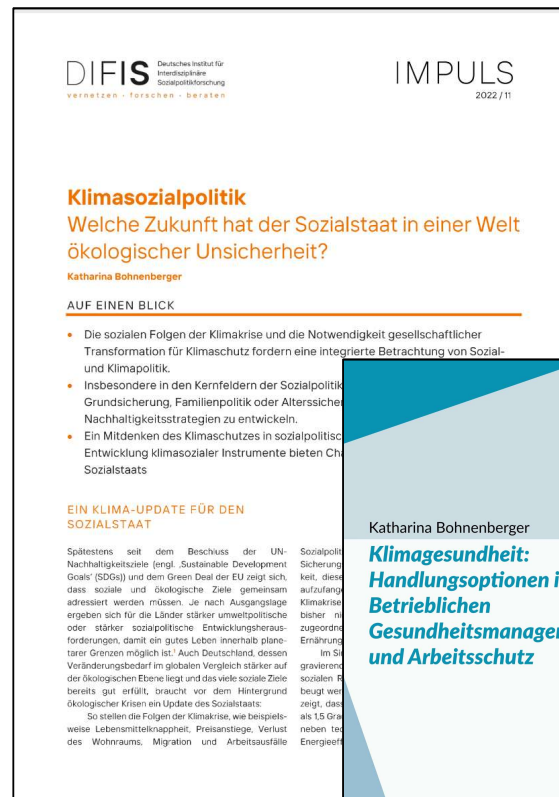 DIFIS
Deutsches Institut für
Interdisziplinäre
Sozialpolitikforschung
vernetzen - forschen - beraten
IMPULS
2022 / 11
Klimasozialpolitik
Welche Zukunft hat der Sozialstaat in einer Welt
ökologischer Unsicherheit?
Katharina Bohnenberger
AUF EINEN BLICK
• Die sozialen Folgen der Klimakrise und die Notwendigkeit gesellschaftlicher
Transformation für Klimaschutz fordern eine integrierte Betrachtung von Sozial-
und Klimapolitik.
• Insbesondere in den Kernfeldern der Sozialpolitik
Grundsicherung, Familienpolitik oder Alterssicher
Nachhaltigkeitsstrategien zu entwickeln.
• Ein Mitdenken des Klimaschutzes in sozialpolitisc
Entwicklung klimasozialer Instrumente bieten Cha
Sozialstaats
EIN KLIMA-UPDATE FÜR DEN
SOZIALSTAAT
Spätestens seit dem Beschluss der UN-
Nachhaltigkeitsziele (engl. ‚Sustainable Development
Goals' (SDGs)) und dem Green Deal der EU zeigt sich,
dass soziale und ökologische Ziele gemeinsam
adressiert werden müssen. Je nach Ausgangslage
ergeben sich für die Länder stärker umweltpolitische
oder stärker sozialpolitische Entwicklungsheraus-
forderungen, damit ein gutes Leben innerhalb plane-
tarer Grenzen möglich ist.¹ Auch Deutschland, dessen
Veränderungsbedarf im globalen Vergleich stärker auf
der ökologischen Ebene liegt und das viele soziale Ziele
bereits gut erfüllt, braucht vor dem Hintergrund
ökologischer Krisen ein Update des Sozialstaats:
So stellen die Folgen der Klimakrise, wie beispiels-
weise Lebensmittelknappheit, Preisanstiege, Verlust
des Wohnraums, Migration und Arbeitsausfälle
Sozialpolit
Sicherung
keit, diese
aufzufang
Klimakrise
bisher ni
zugeordne
Ernährung
Im Si
gravierend
sozialen R
beugt wer
zeigt, dass
als 1,5 Grad
neben tec
Energieeff
Katharina Bohnenberger
Klimagesundheit:
Handlungsoptionen i
Betrieblichen
Gesundheitsmanager
und Arbeitsschutz